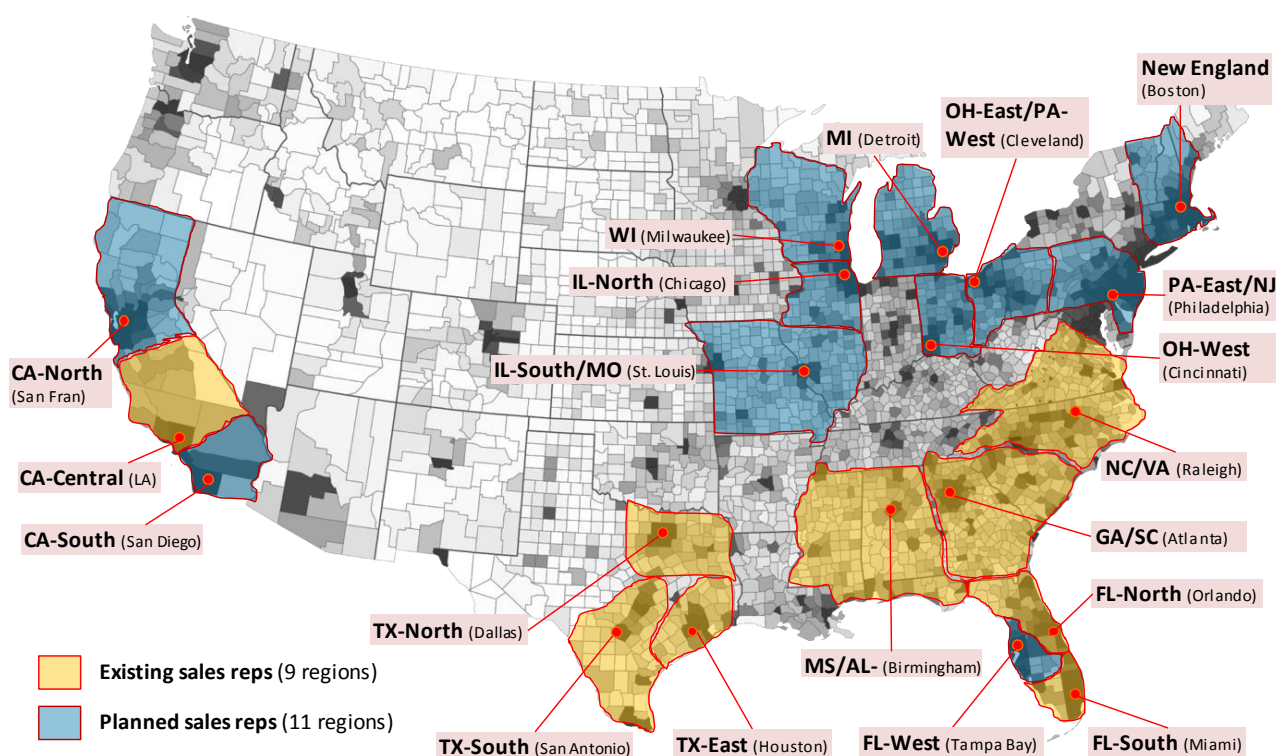 New England
(Boston)
OH-East/PA-
West (Cleveland)
MI (Detroit)
WI (Milwaukee)
IL-North (Chicago)
PA-East/NJ
(Philadelphia)
OH-West
(Cincinnati)
CA-North
(San Fran)
IL-South/MO (St. Louis)
CA-Central (LA)
NC/VA (Raleigh)
CA-South (San Diego)
GA/SC (Atlanta)
FL-North (Orlando)
TX-North (Dallas)
MS/AL- (Birmingham)
Existing sales reps (9 regions)
Planned sales reps (11 regions)
TX-South (San Antonio)
TX-East (Houston)
FL-West (Tampa Bay)
FL-South (Miami)